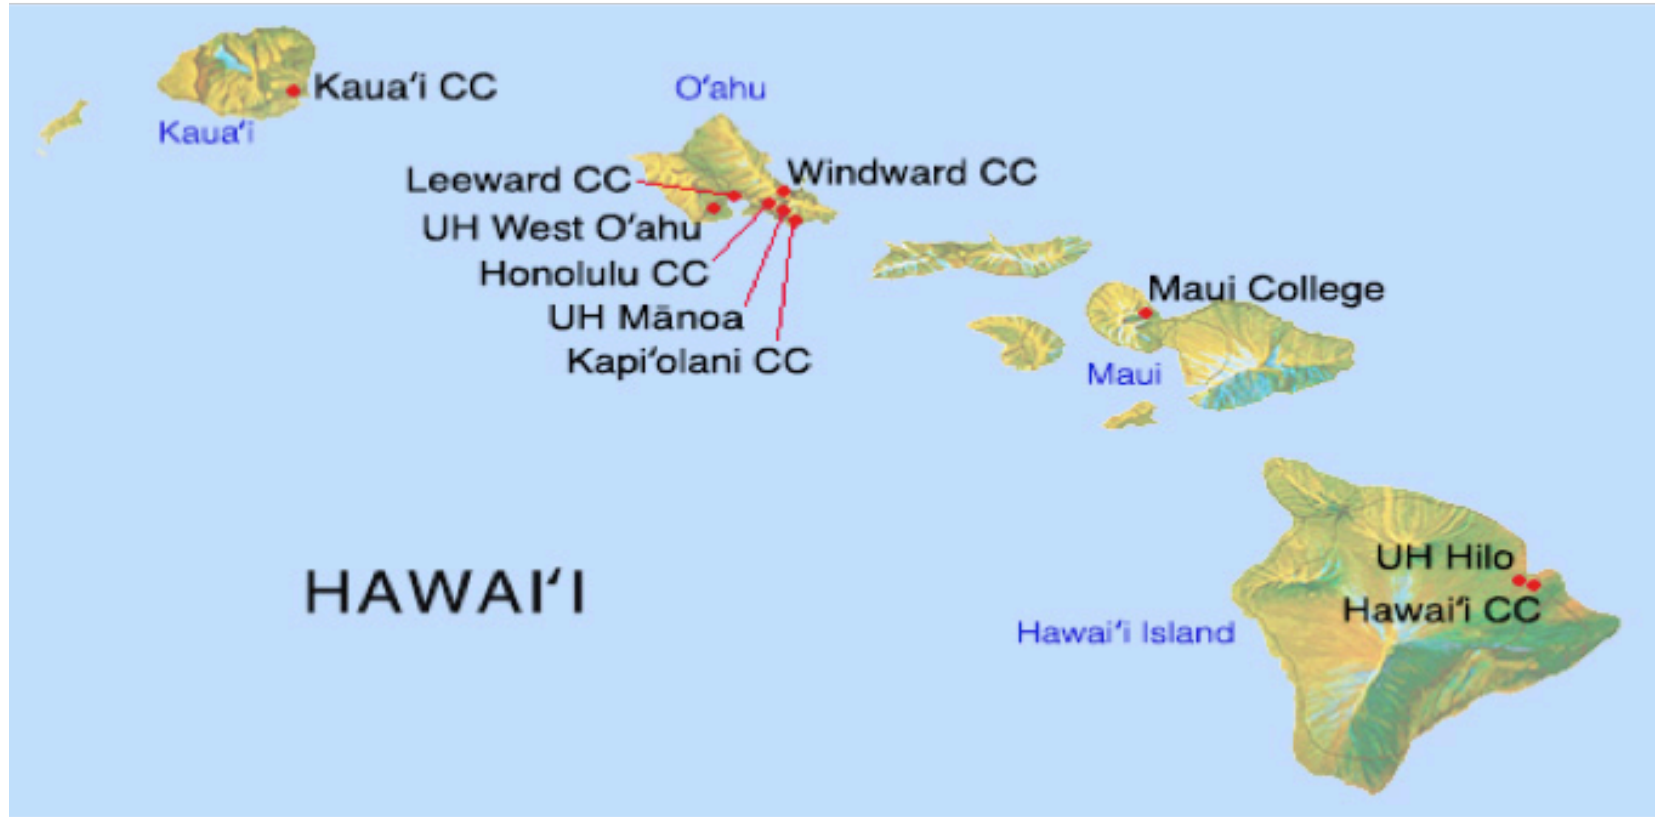 Kauaʻi CC
Kauaʻi
Oʻahu
Leeward CC
Windward CC
UH West Oʻahu
Honolulu CC
UH Mānoa
Kapiʻolani CC
Maui College
Maui
UH Hilo
Hawaiʻi CC
Hawaiʻi Island
HAWAIʻI